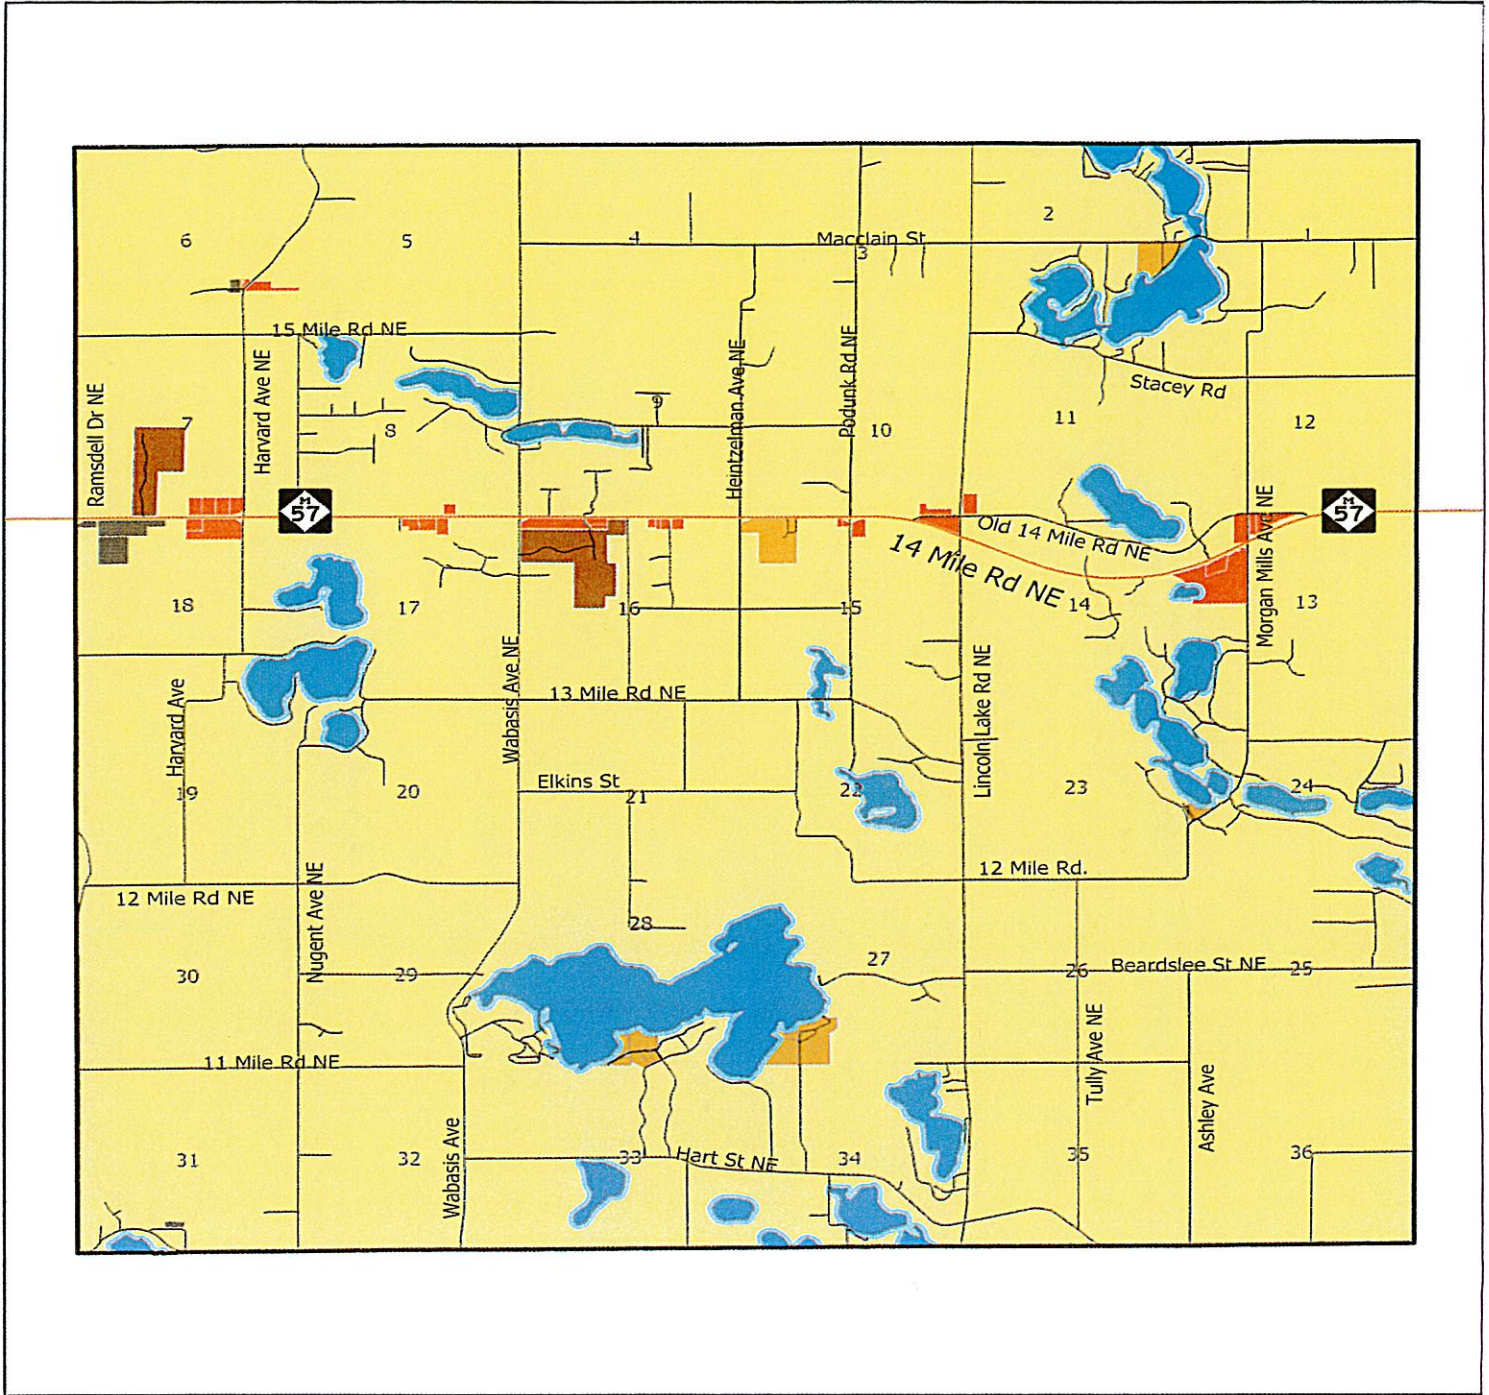 2
6
5
4
Macclain St
1
3
15 Mile Rd NE
Harvard Ave NE
Ramsdell Dr NE
Heintzelman Ave NE
Podunk Rd NE
Stacey Rd
9
7
8
10
11
12
M
57
M
57
Old 14 Mile Rd NE
14 Mile Rd NE
Morgan Mills Ave NE
18
17
16
15
14
13
Wabasis Ave NE
13 Mile Rd NE
Lincoln Lake Rd NE
Harvard Ave
Elkins St
19
20
21
22
23
24
12 Mile Rd.
12 Mile Rd NE
Nugent Ave NE
28
27
30
29
26
Beardslee St NE
25
11 Mile Rd NE
Tully Ave NE
Ashley Ave
Wabasis Ave
31
32
33
Hart St NE
34
35
36